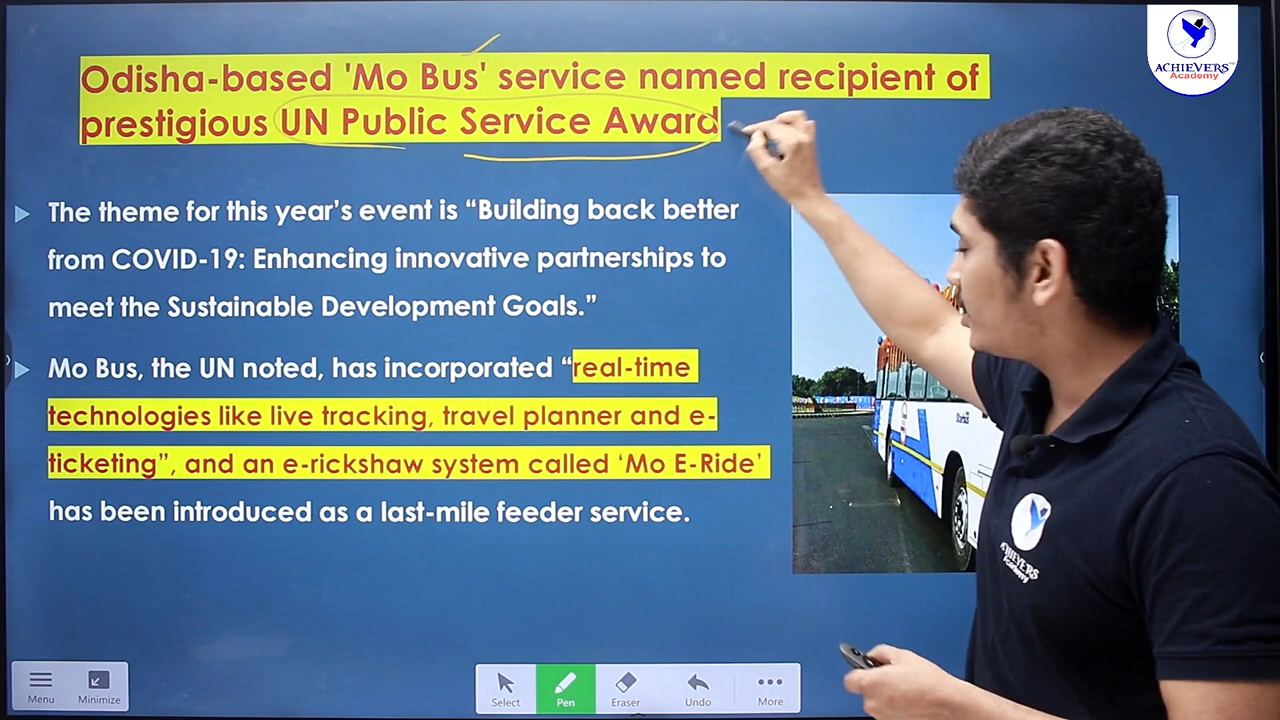 ACHIEVERS
Academy
Odisha-based 'Mo Bus' service named recipient of
prestigious UN Public Service Award
The theme for this year's event is “Building back better
from COVID-19: Enhancing innovative partnerships to
meet the Sustainable Development Goals.”
Mo Bus, the UN noted, has incorporated “real-time
technologies like live tracking, travel planner and e-
ticketing”, and an e-rickshaw system called ‘Mo E-Ride’
has been introduced as a last-mile feeder service.
ACHIEVERS
Academy
Menu
Minimize
Select
Pen
Eraser
Undo
More